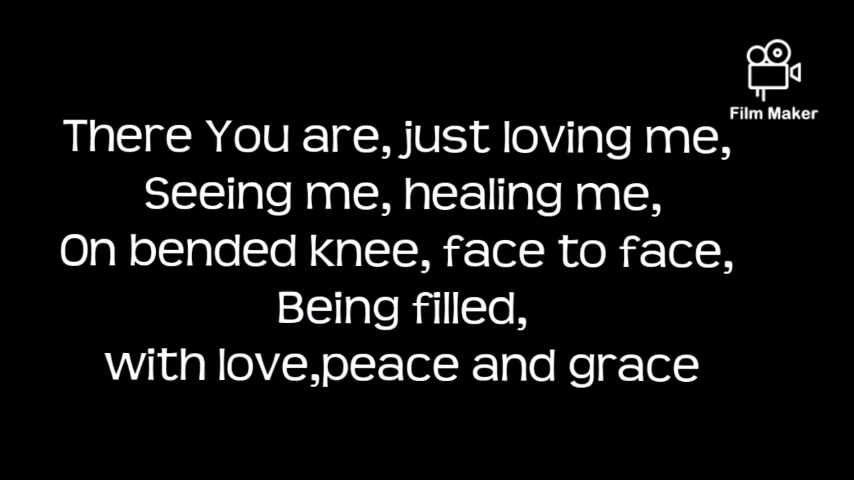 Film Maker
There You are, just loving me,
Seeing me, healing me,
On bended knee, face to face,
Being filled,
with love,peace and grace